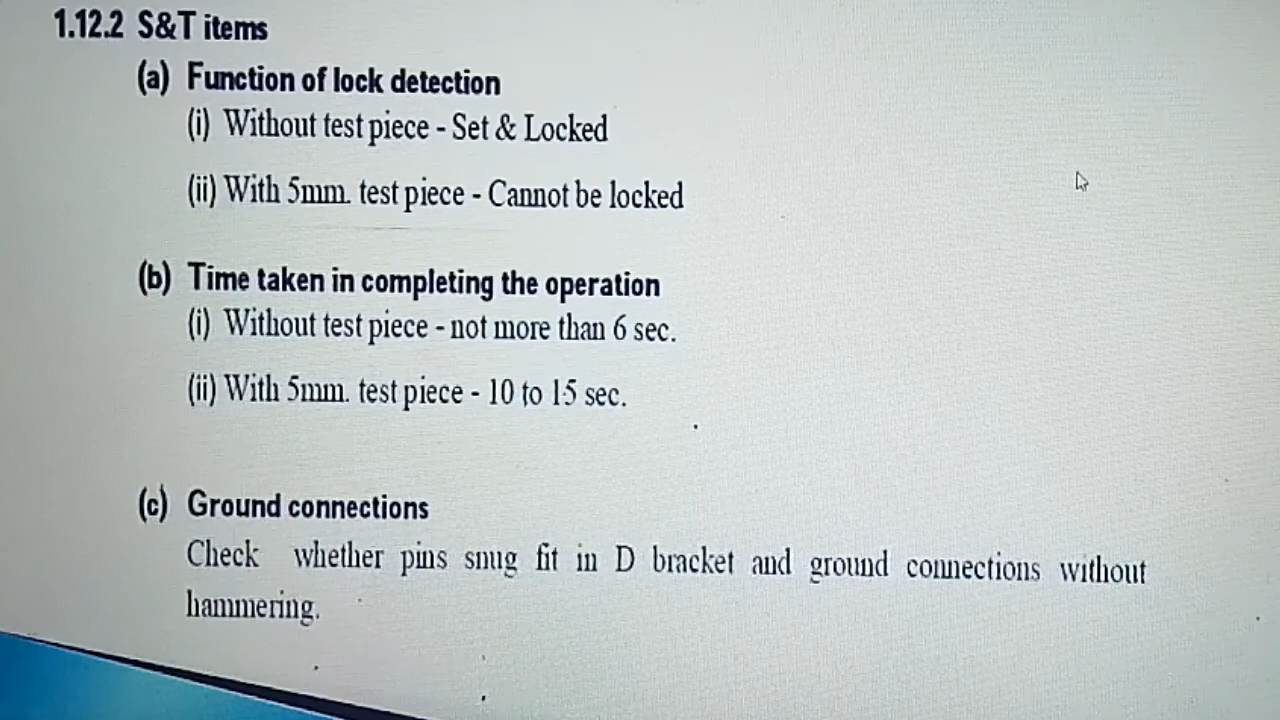 1.12.2 S&T items
(a) Function of lock detection
(i) Without test piece - Set & Locked
(ii) With 5mm. test piece - Cannot be locked
(b) Time taken in completing the operation
(i) Without test piece - not more than 6 sec.
(ii) With 5mm. test piece - 10 to 15 sec.
(c) Ground connections
Check whether pins snug fit in D bracket and ground connections without
hammering.